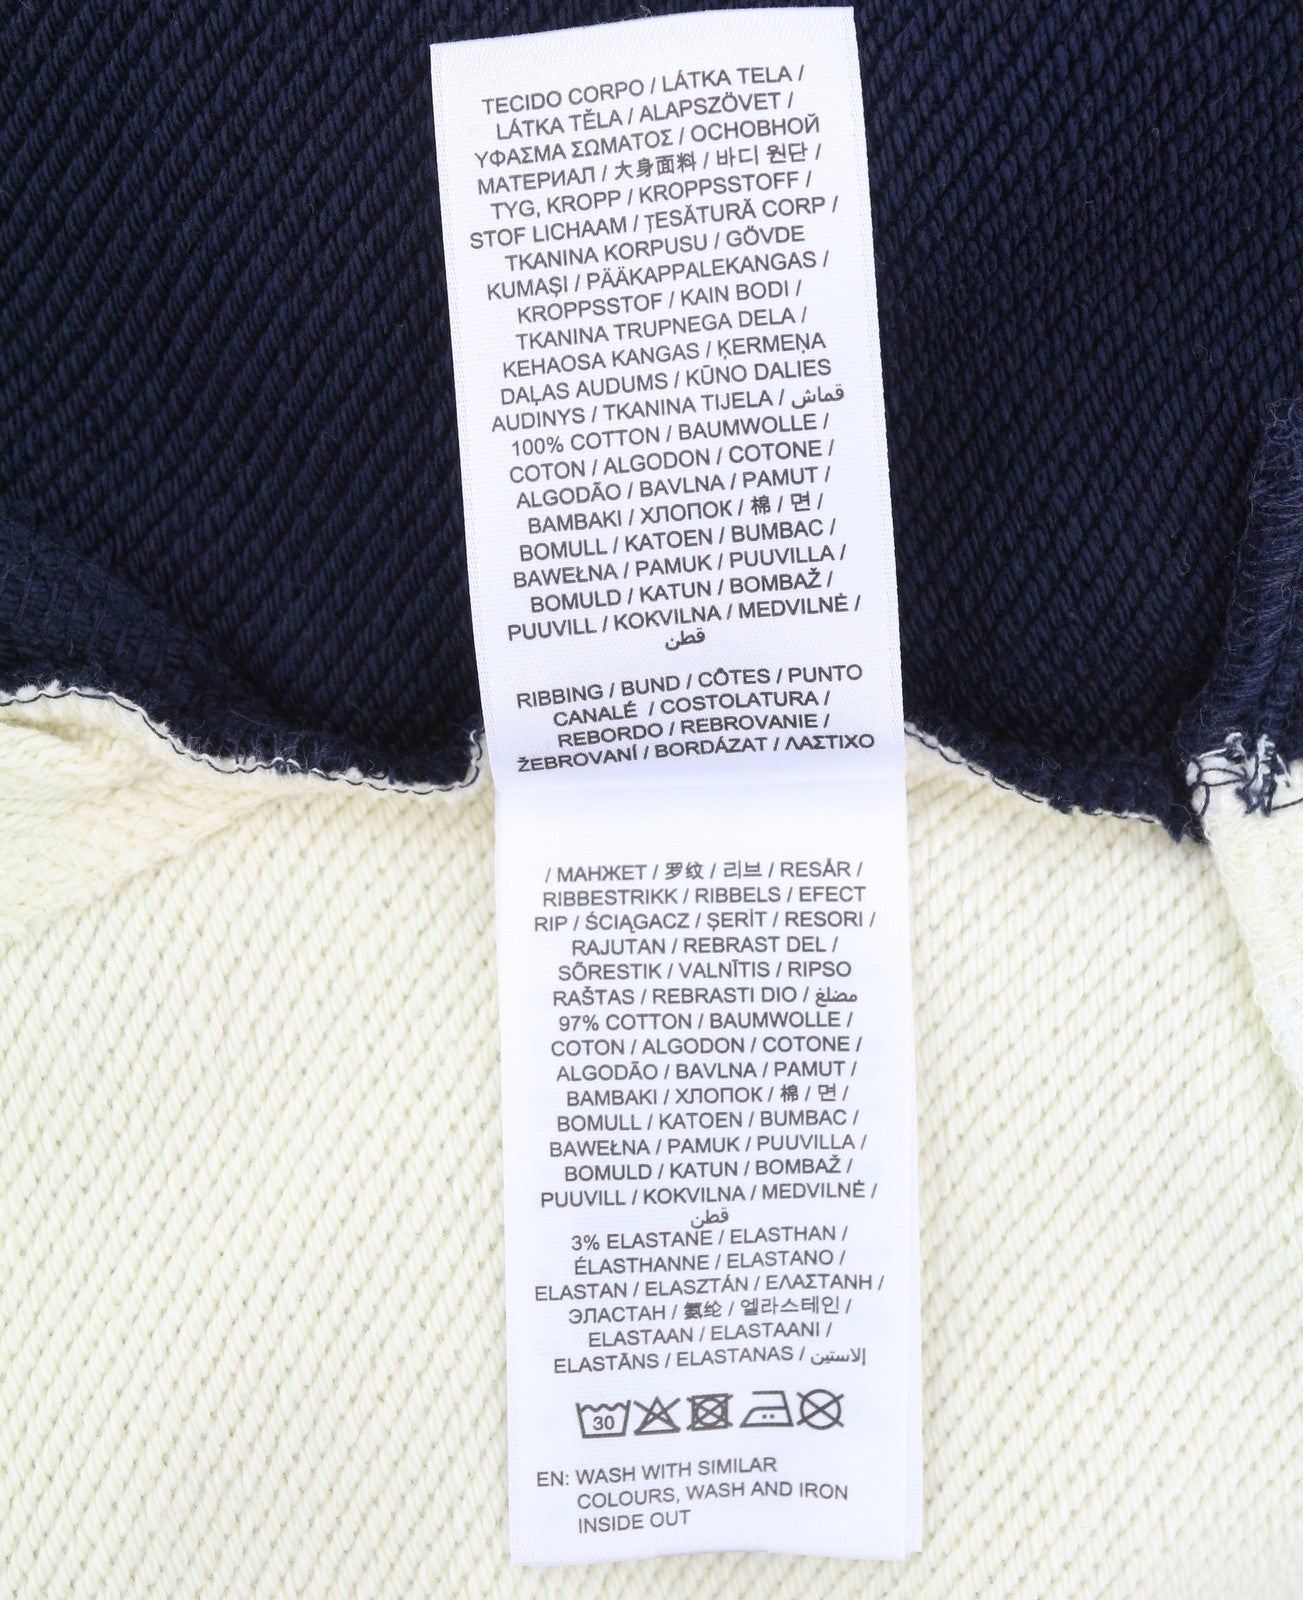 TECIDO CORPO / LÁTKA TELA /
LÁTKA TĚLA / ALAPSZÖVET /
ΥΦΑΣΜΑ ΣΩΜΑΤΟΣ / ОСНОВНОЙ
МАТЕРИАЛ / 大身面料 / 바디 원단 /
TYG, KROPP / KROPPSSTOFF /
STOF LICHAAM / ȚESĂTURĂ CORP /
TKANINA KORPUSU / GÖVDE
KUMAŞI / PÄÄKAPPALEKANGAS /
KROPPSSTOF / KAIN BODI /
TKANINA TRUPNEGA DELA /
KEHAOSA KANGAS / ĶERMEŅA
DAĻAS AUDUMS / KŪNO DALIES
AUDINYS / TKANINA TIJELA / قماش
100% COTTON / BAUMWOLLE /
COTON / ALGODON / COTONE /
ALGODÃO / BAVLNA / PAMUT /
ΒΑΜΒΑΚΙ / ХЛОПОК / 棉 / 면 /
BOMULL / KATOEN / BUMBAC /
BAWEŁNA / PAMUK / PUUVILLA /
BOMULD / KATUN / BOMBAŽ /
PUUVILL / KOKVILNA / MEDVILNĖ /
قطن
RIBBING / BUND / CÔTES / PUNTO
CANALÉ / COSTOLATURA /
REBORDO / REBROVANIE /
ŽEBROVANÍ / BORDÁZAT / ΛΑΣΤΙΧΟ
/ МАНЖЕТ / 罗纹 / 리브 / RESÅR /
RIBBESTRIKK / RIBBELS / EFECT
RIP / ŚCIĄGACZ / ŞERİT / RESORI /
RAJUTAN / REBRAST DEL /
SÕRESTIK / VALNĪTIS / RIPSO
RAŠTAS / REBRASTI DIO / مضلع
97% COTTON / BAUMWOLLE /
COTON / ALGODON / COTONE /
ALGODÃO / BAVLNA / PAMUT /
ΒΑΜΒΑΚΙ / ХЛОПОК / 棉 / 면 /
BOMULL / KATOEN / BUMBAC /
BAWEŁNA / PAMUK / PUUVILLA /
BOMULD / KATUN / BOMBAŽ /
PUUVILL / KOKVILNA / MEDVILNĖ /
قطن
3% ELASTANE / ELASTHAN /
ÉLASTHANNE / ELASTANO /
ELASTAN / ELASZTÁN / ΕΛΑΣΤΑΝΗ /
ЭЛАСТАН / 氨纶 / 엘라스테인 /
ELASTAAN / ELASTAANI /
ELASTĀNS / ELASTANAS / إلاستين
30
EN: WASH WITH SIMILAR
COLOURS, WASH AND IRON
INSIDE OUT